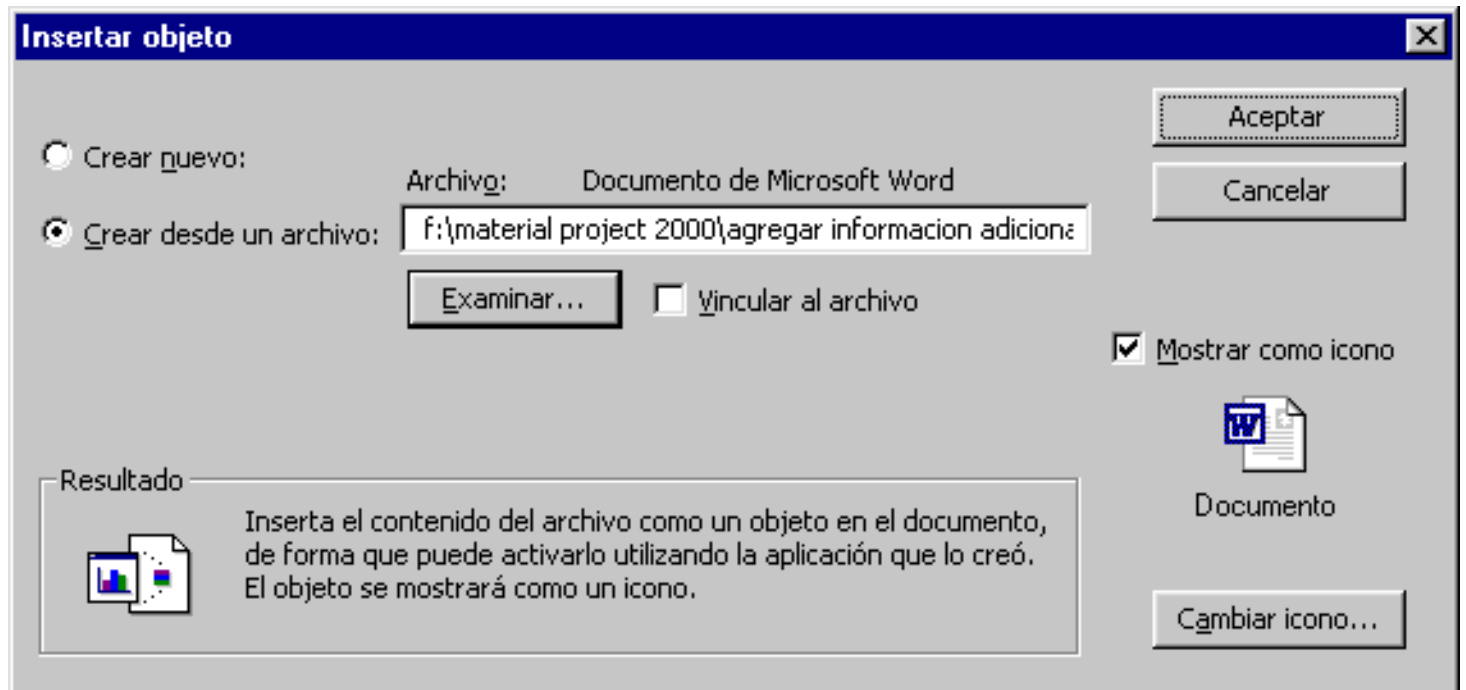 Insertar objeto
Aceptar
Crear nuevo:
Archivo: Documento de Microsoft Word
Cancelar
Crear desde un archivo: f:\material project 2000\agregar informacion adiciona
Examinar... Vincular al archivo
Mostrar como icono
Documento
Resultado
Inserta el contenido del archivo como un objeto en el documento,
de forma que puede activarlo utilizando la aplicación que lo creó.
El objeto se mostrará como un icono.
Cambiar icono...